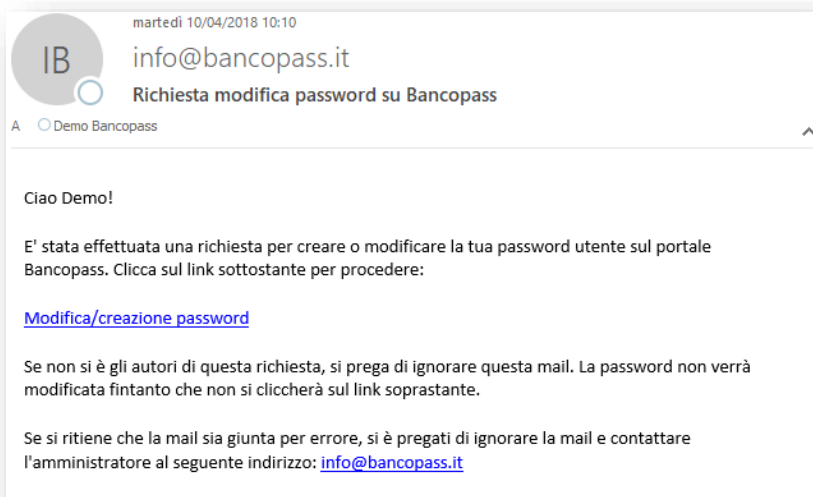 martedì 10/04/2018 10:10
IB
info@bancopass.it
Richiesta modifica password su Bancopass
A Demo Bancopass
Ciao Demo!
E' stata effettuata una richiesta per creare o modificare la tua password utente sul portale
Bancopass. Clicca sul link sottostante per procedere:
Modifica/creazione password
Se non si è gli autori di questa richiesta, si prega di ignorare questa mail. La password non verrà
modificata fintanto che non si cliccherà sul link soprastante.
Se si ritiene che la mail sia giunta per errore, si è pregati di ignorare la mail e contattare
l'amministratore al seguente indirizzo: info@bancopass.it